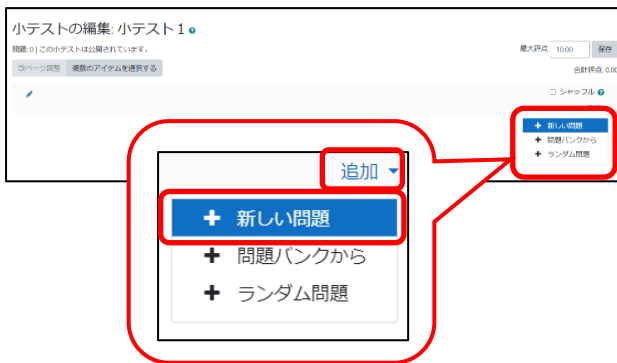 小テストの編集: 小テスト1
問題: 0 | この小テストは公開されています。
最大評点 10.00 保存
改ページ調整 複数のアイテムを選択する
合計評点: 0.00
シャッフル
+ 新しい問題
+ 問題バンクから
+ ランダム問題
追加
+ 新しい問題
+ 問題バンクから
+ ランダム問題